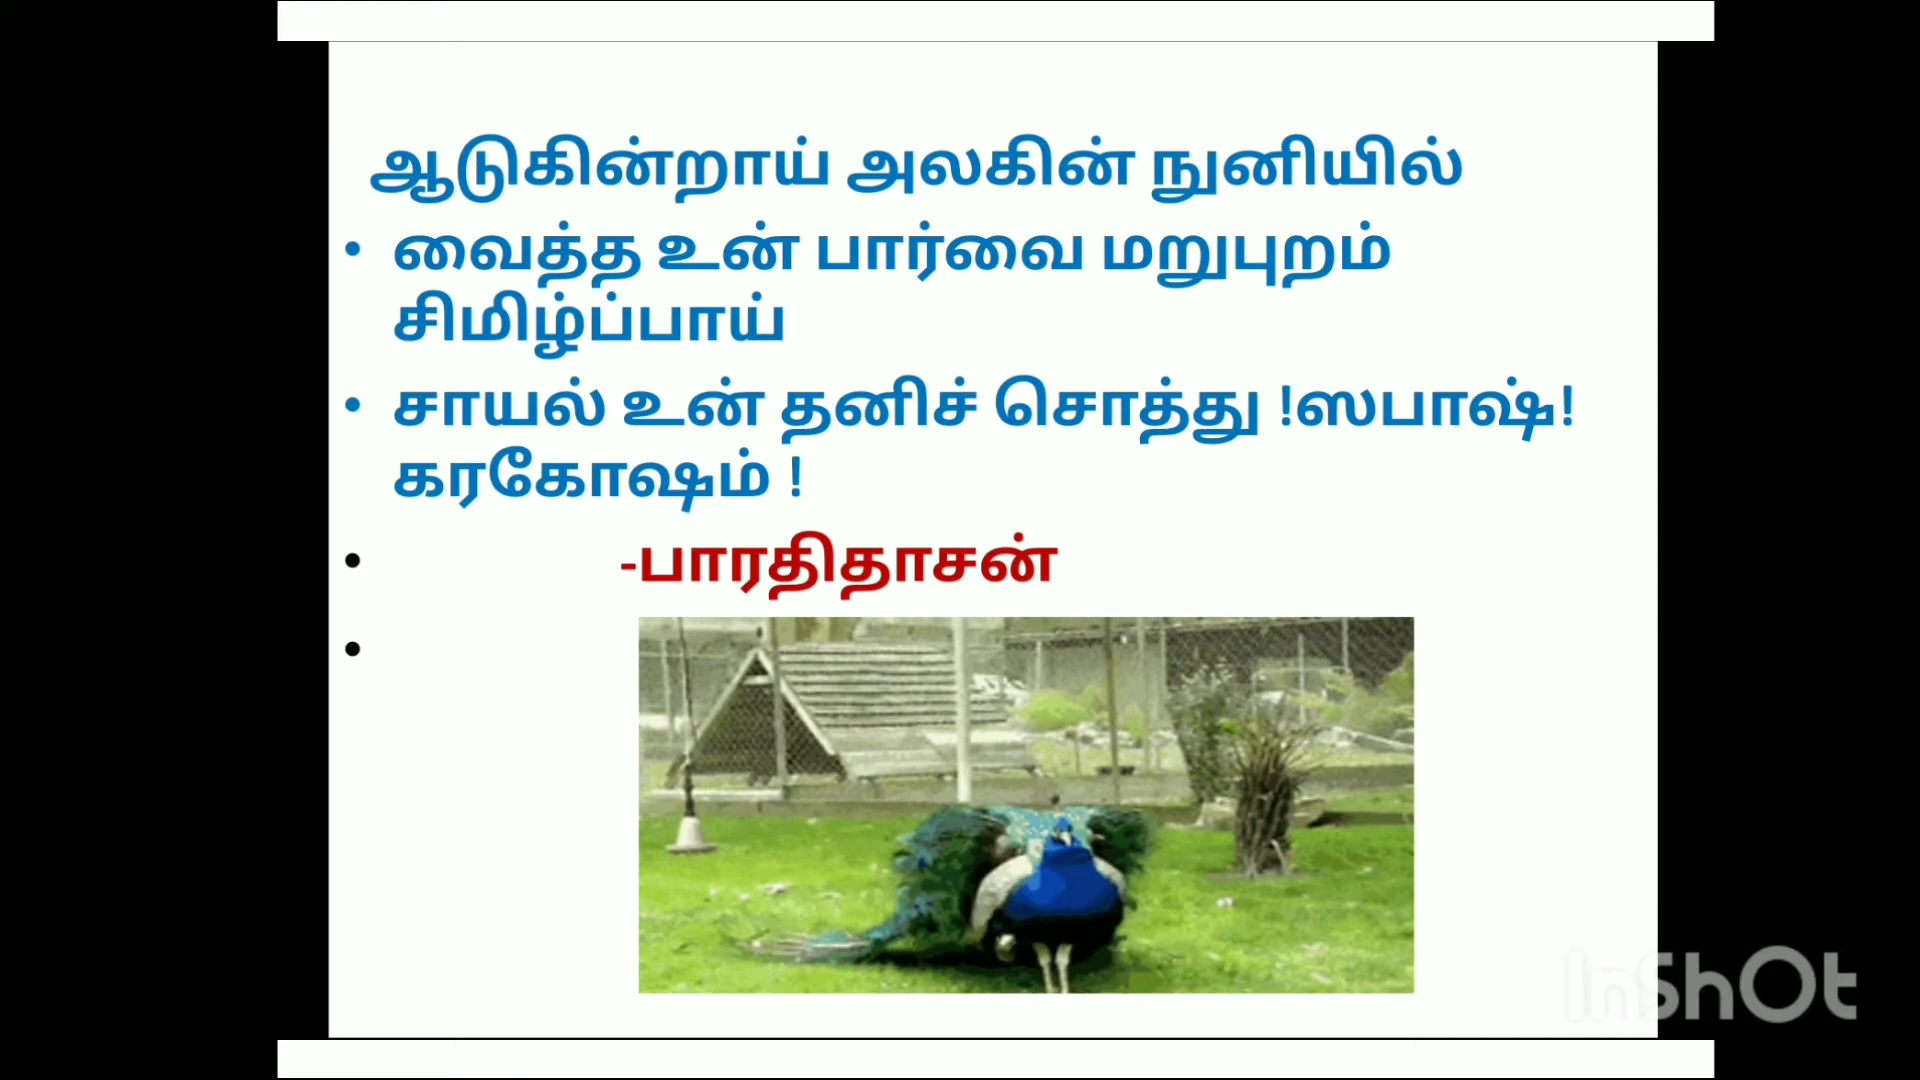 ஆடுகின்றாய் அலகின் நுனியில்
• வைத்த உன் பார்வை மறுபுறம்
சிமிழ்ப்பாய்
• சாயல் உன் தனிச் சொத்து !ஸபாஷ்!
கரகோஷம் !
• -பாரதிதாசன்
•
InShOt